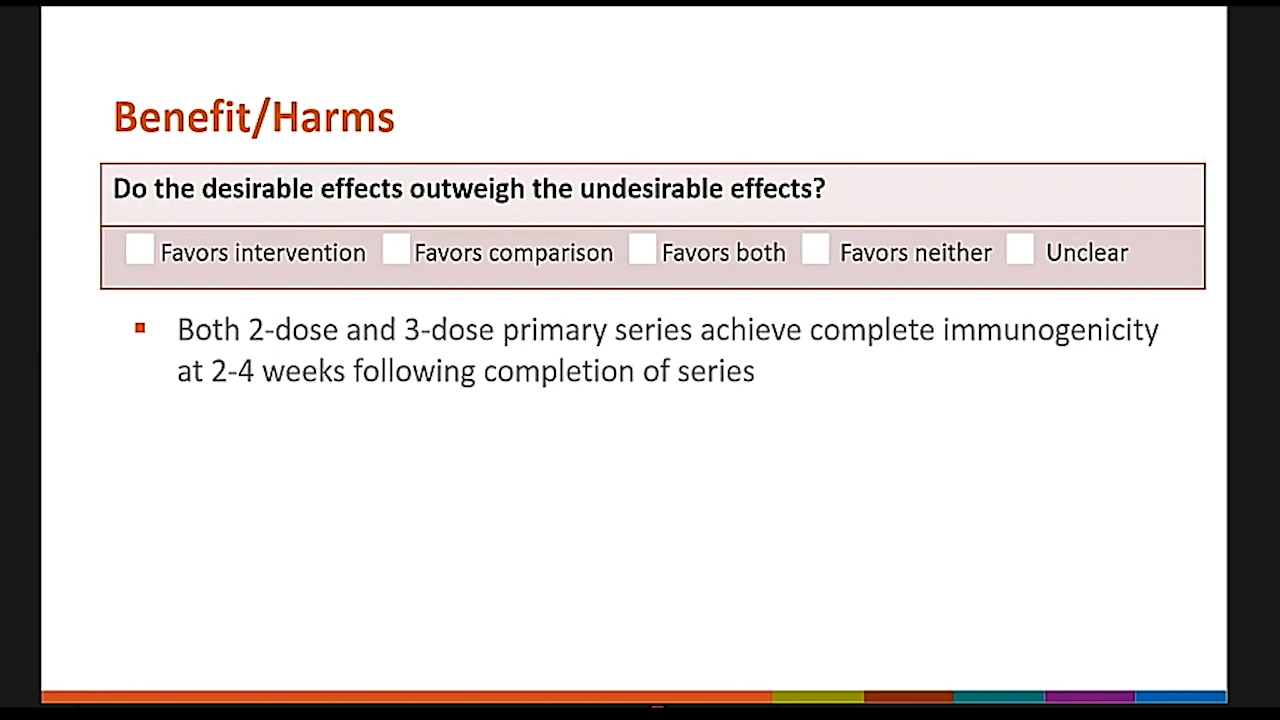 Benefit/Harms
Do the desirable effects outweigh the undesirable effects?
Favors intervention Favors comparison Favors both Favors neither Unclear
Both 2-dose and 3-dose primary series achieve complete immunogenicity
at 2-4 weeks following completion of series